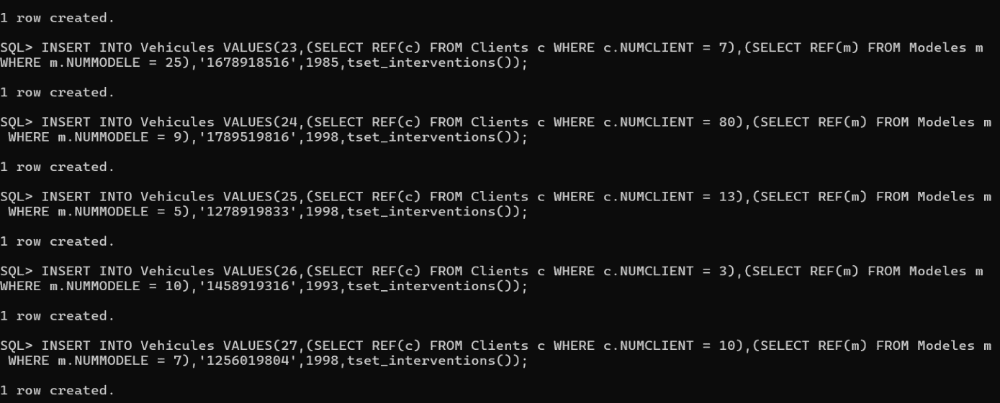 1 row created.
SQL> INSERT INTO Vehicules VALUES(23,(SELECT REF(c) FROM Clients c WHERE c.NUMCLIENT = 7),(SELECT REF(m) FROM Modeles m
WHERE m.NUMMODELE = 25),'1678918516',1985,tset_interventions());
1 row created.
SQL> INSERT INTO Vehicules VALUES(24,(SELECT REF(c) FROM Clients c WHERE c.NUMCLIENT = 80),(SELECT REF(m) FROM Modeles m
WHERE m.NUMMODELE = 9),'1789519816',1998,tset_interventions());
1 row created.
SQL> INSERT INTO Vehicules VALUES(25,(SELECT REF(c) FROM Clients c WHERE c.NUMCLIENT = 13),(SELECT REF(m) FROM Modeles m
WHERE m.NUMMODELE = 5),'1278919833',1998,tset_interventions());
1 row created.
SQL> INSERT INTO Vehicules VALUES(26,(SELECT REF(c) FROM Clients c WHERE c.NUMCLIENT = 3),(SELECT REF(m) FROM Modeles m
WHERE m.NUMMODELE = 10),'1458919316',1993,tset_interventions());
1 row created.
SQL> INSERT INTO Vehicules VALUES(27,(SELECT REF(c) FROM Clients c WHERE c.NUMCLIENT = 10),(SELECT REF(m) FROM Modeles m
WHERE m.NUMMODELE = 7),'1256019804',1998,tset_interventions());
1 row created.